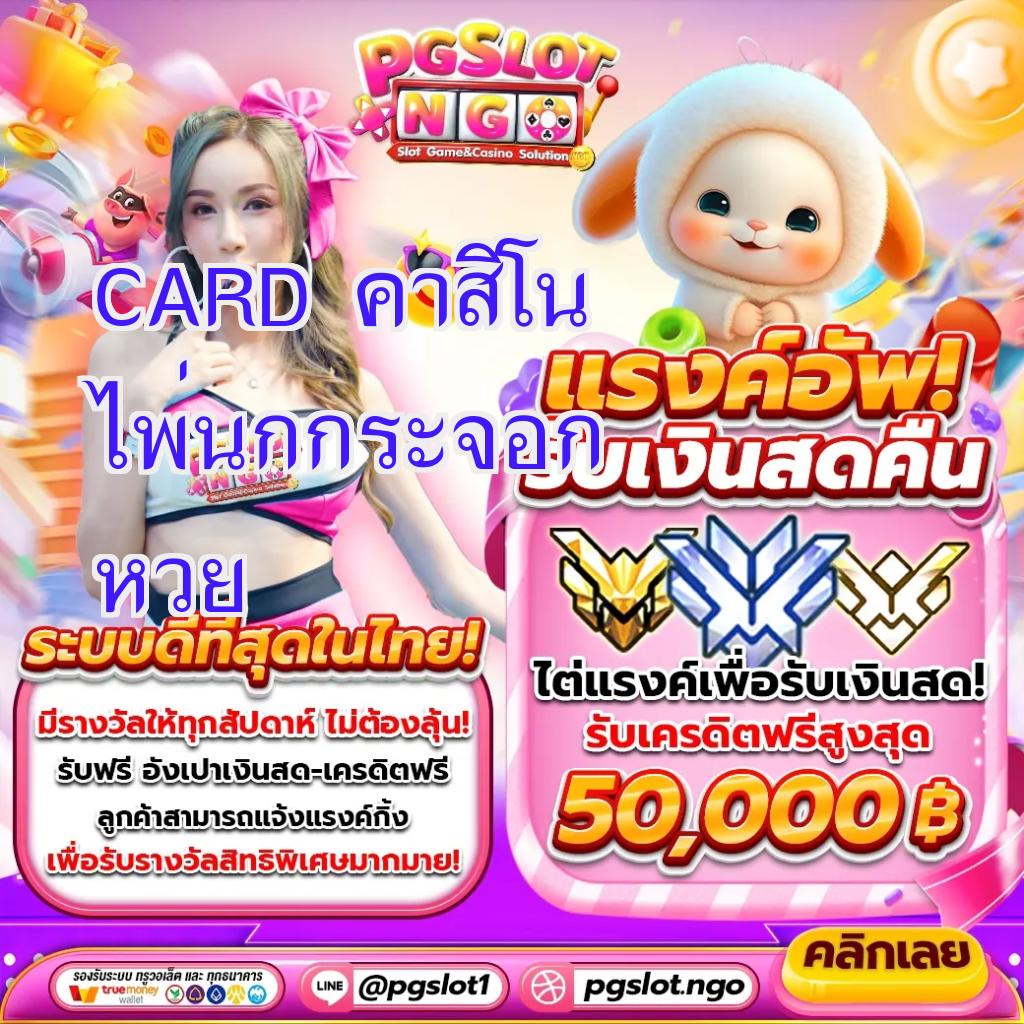 PGSLOT
NGO
Slot Game&Casino Solution
CARD คาสิโน
ไพ่นกกระจอก
หวย
แรงค์อัพ!
รับเงินสดคืน
ระบบดีที่สุดในไทย!
มีรางวัลให้ทุกสัปดาห์ ไม่ต้องลุ้น!
รับฟรี อังเปาเงินสด-เครดิตฟรี
ลูกค้าสามารถแจ้งแรงค์กิ้ง
เพื่อรับรางวัลสิทธิพิเศษมากมาย!
ไต่แรงค์เพื่อรับเงินสด!
รับเครดิตฟรีสูงสุด
50,000 ฿
คลิกเลย
รองรับระบบ ทรูวอเล็ต และ ทุกธนาคาร
truemoney
wallet
LINE @pgslot1
pgslot.ngo